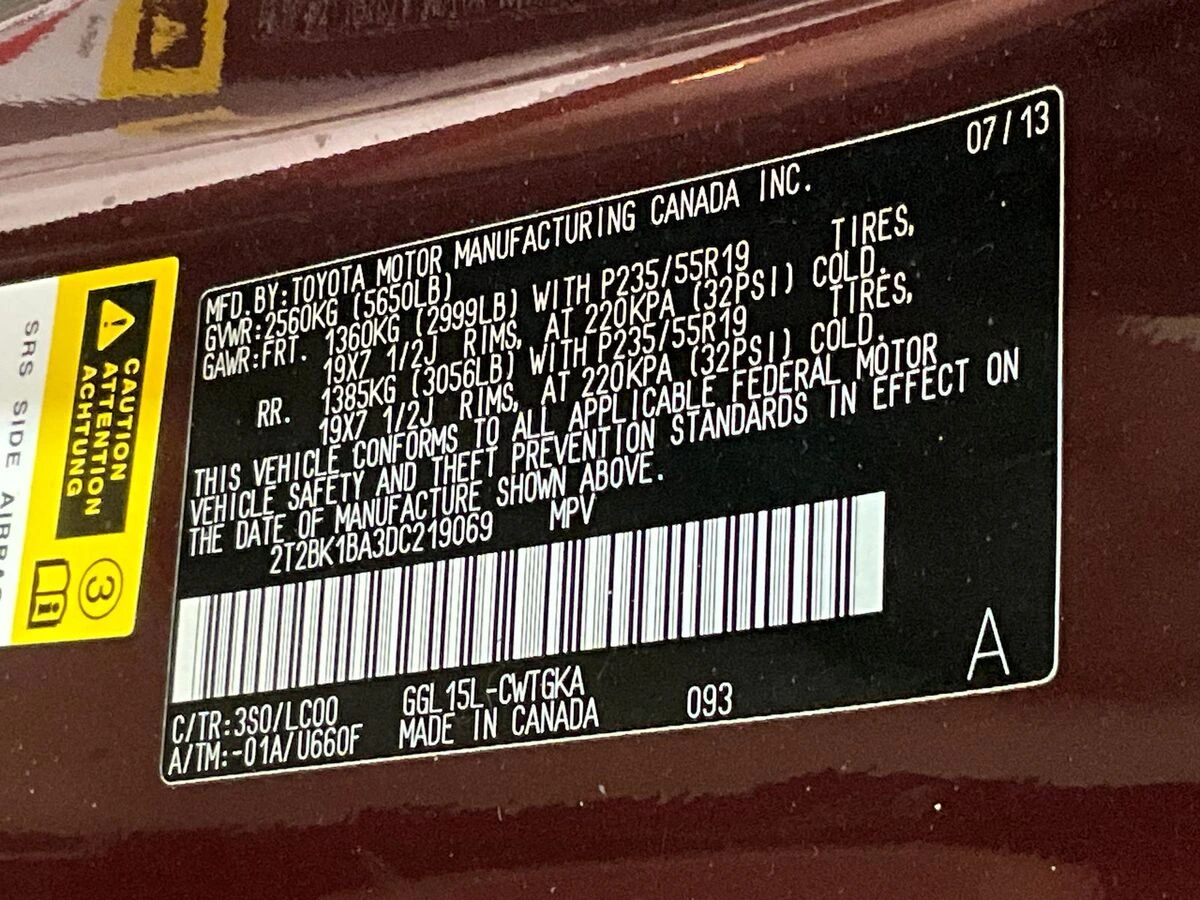 07/13
MFD.BY:TOYOTA MOTOR MANUFACTURING CANADA INC.
GVWR:2560KG (5650LB)
GAWR:FRT. 1360KG (2999LB) WITH P235/55R19 TIRES,
19X7 1/2J RIMS, AT 220KPA (32PSI) COLD.
RR. 1385KG (3056LB) WITH P235/55R19 TIRES,
19X7 1/2J RIMS, AT 220KPA (32PSI) COLD.
THIS VEHICLE CONFORMS TO ALL APPLICABLE FEDERAL MOTOR
VEHICLE SAFETY AND THEFT PREVENTION STANDARDS IN EFFECT ON
THE DATE OF MANUFACTURE SHOWN ABOVE.
2T2BK1BA3DC219069 MPV
C/TR:3S0/LC00 GGL15L-CWTGKA
A/TM:-01A/U660F MADE IN CANADA 093
A
CAUTION
ATTENTION
ACHTUNG
3
SRS SIDE